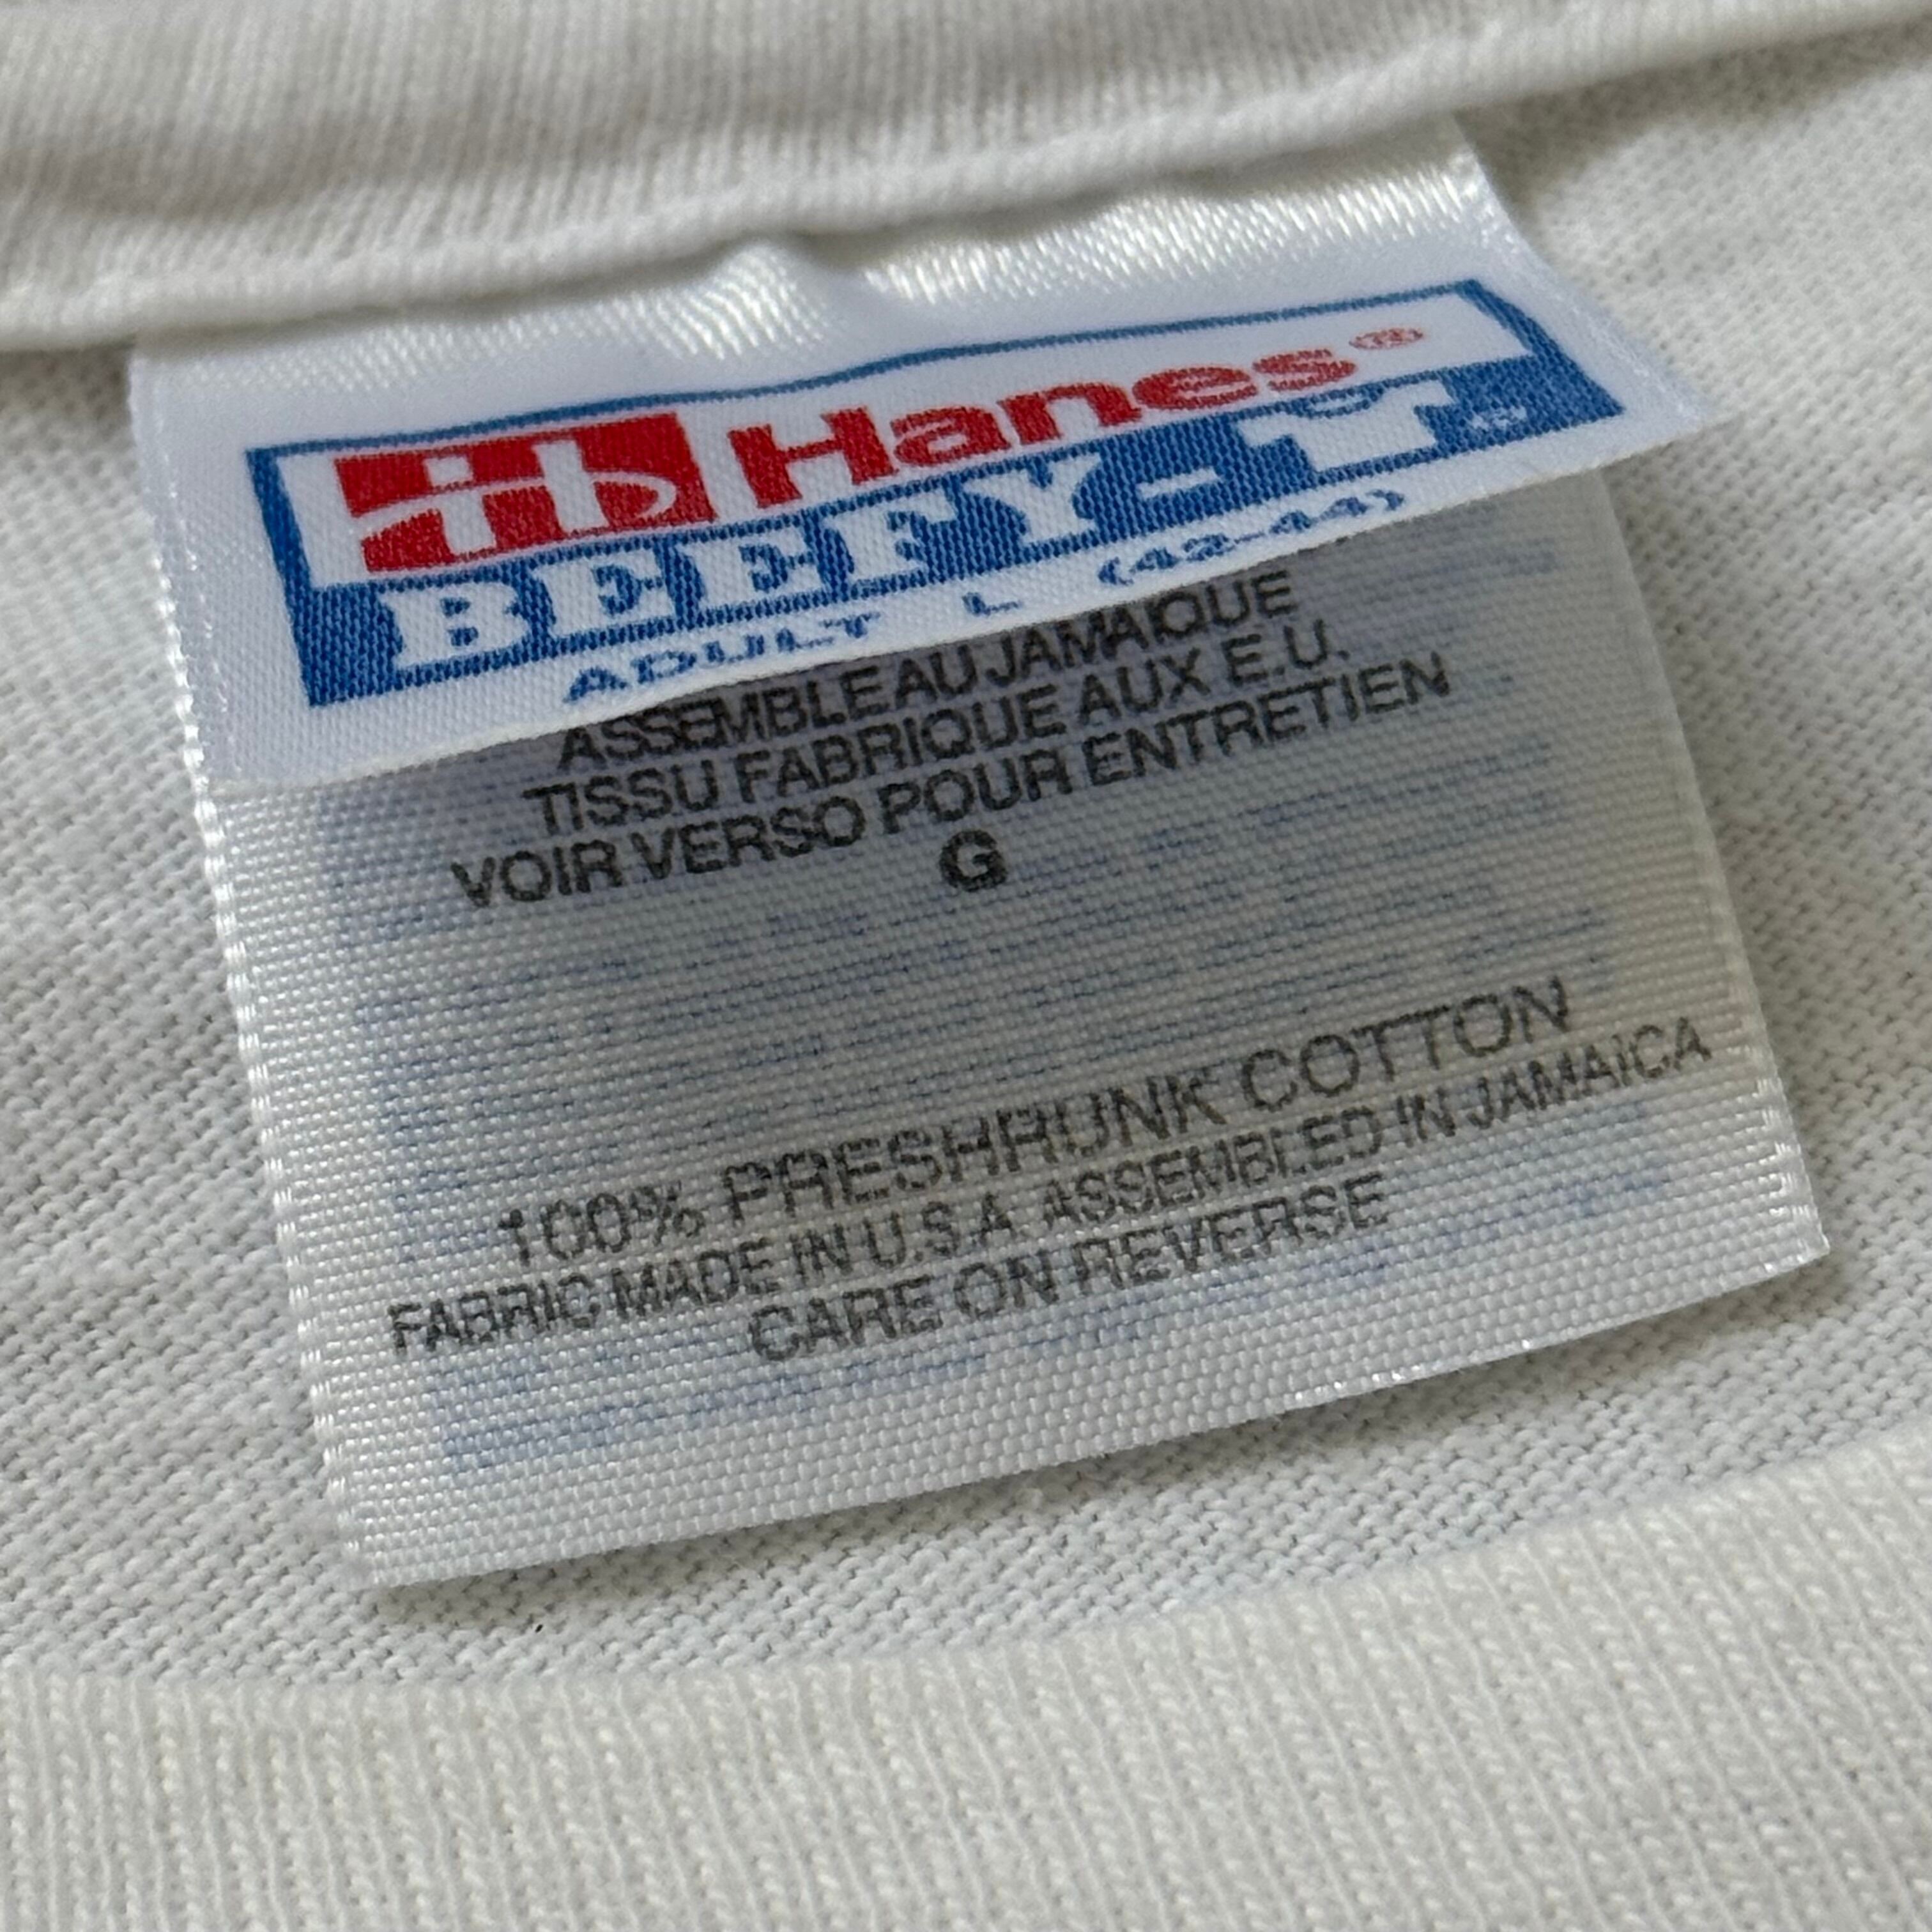 Hanes®
BEEFY-T
ADULT L (42-44)
ASSEMBLE AU JAMAIQUE
TISSU FABRIQUE AUX E.U.
VOIR VERSO POUR ENTRETIEN
G
100% PRESHRUNK COTTON
FABRIC MADE IN U.S.A. ASSEMBLED IN JAMAICA
CARE ON REVERSE